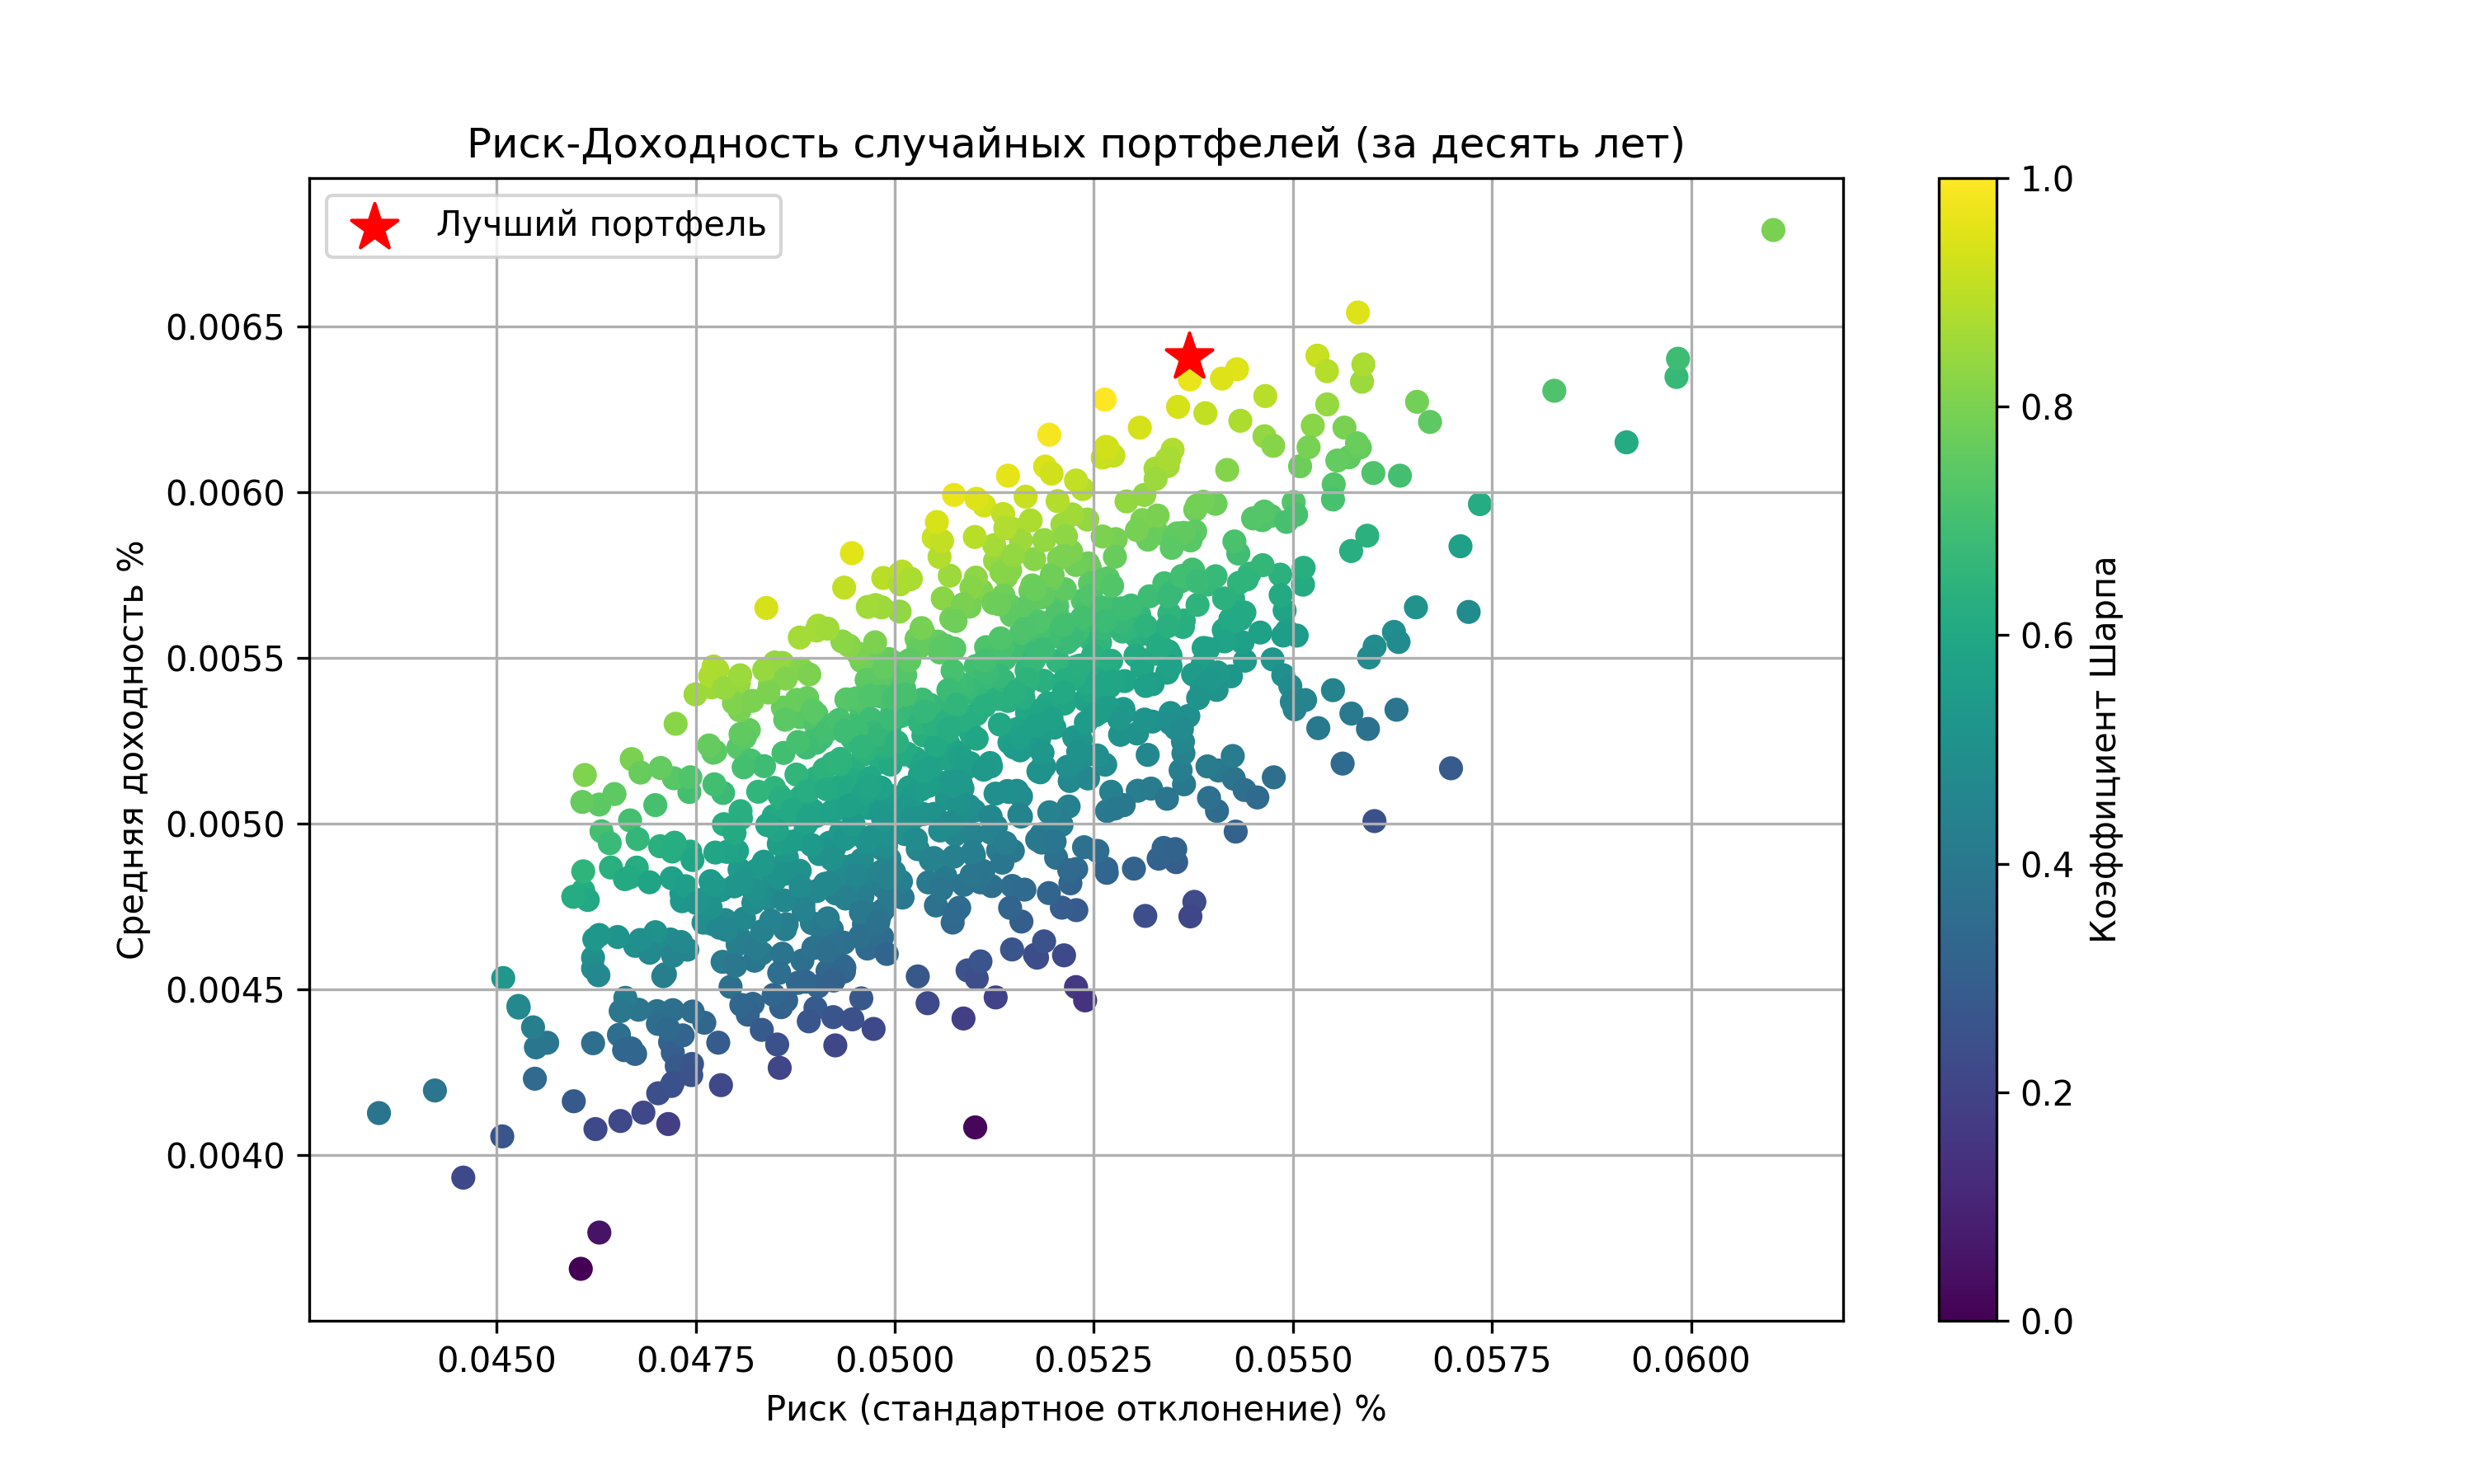 Риск-Доходность случайных портфелей (за десять лет)
Лучший портфель
Средняя доходность %
0.0065
0.0060
0.0055
0.0050
0.0045
0.0040
0.0450 0.0475 0.0500 0.0525 0.0550 0.0575 0.0600
Риск (стандартное отклонение) %
1.0
0.8
0.6
0.4
0.2
0.0
Коэффициент Шарпа